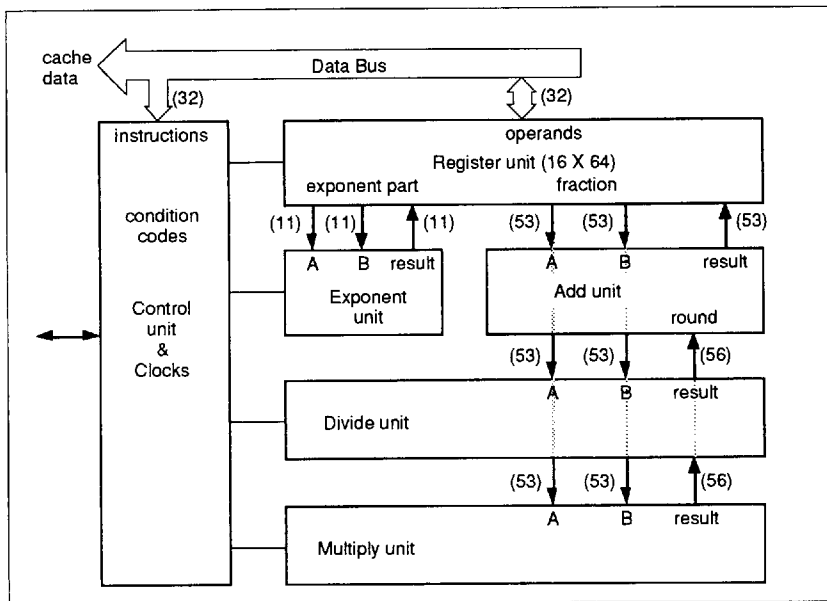 cache
data
Data Bus
(32)
(32)
instructions
operands
Register unit (16 X 64)
exponent part
fraction
condition
codes
(11)
(11)
(11)
(53)
(53)
(53)
A
B
result
A
B
result
Exponent
unit
Add unit
Control
unit
&
Clocks
round
(53)
(53)
(56)
A
B
result
Divide unit
(53)
(53)
(56)
A
B
result
Multiply unit